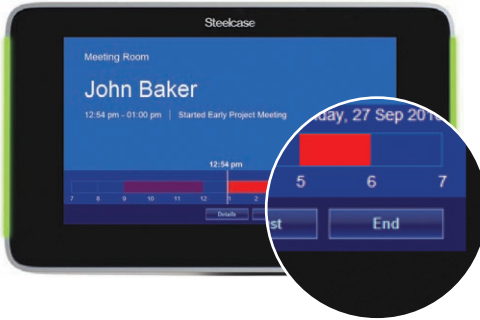 Steelcase
Meeting Room
John Baker
12:54 pm - 01:00 pm | Started Early Project Meeting
day, 27 Sep 201
12:54 pm
7 8 9 10 11 12 1 2
5 6 7
Details
st
End